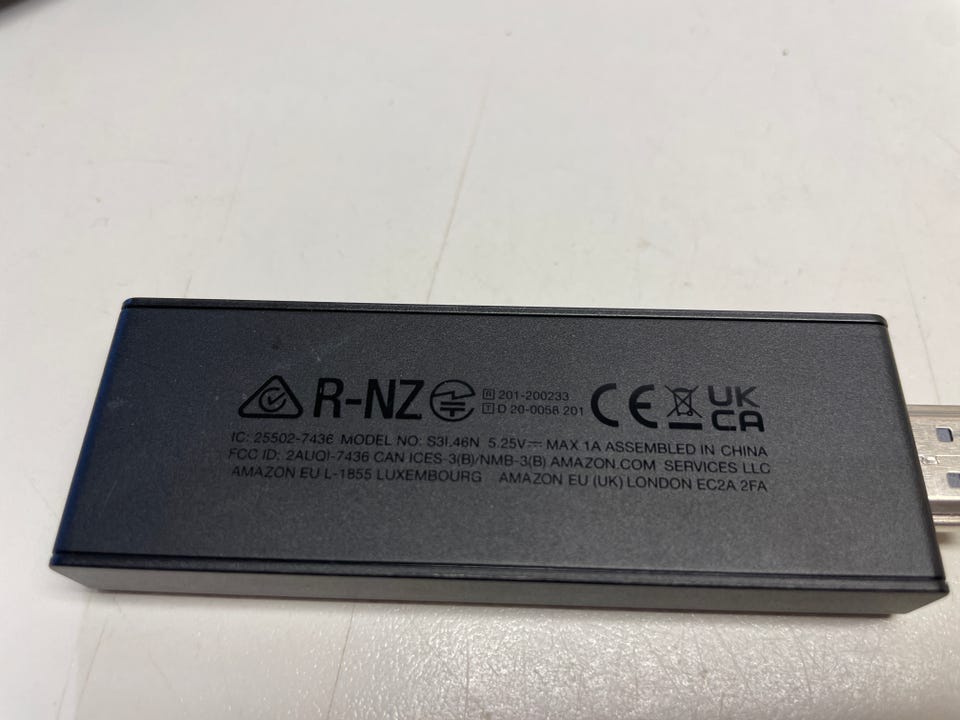 R-NZ R 201-200233 CE UK
T D 20-0058 201 CA
IC: 25502-7436 MODEL NO: S3L46N 5.25V⎓ MAX 1A ASSEMBLED IN CHINA
FCC ID: 2AUQI-7436 CAN ICES-3(B)/NMB-3(B) AMAZON.COM SERVICES LLC
AMAZON EU L-1855 LUXEMBOURG AMAZON EU (UK) LONDON EC2A 2FA